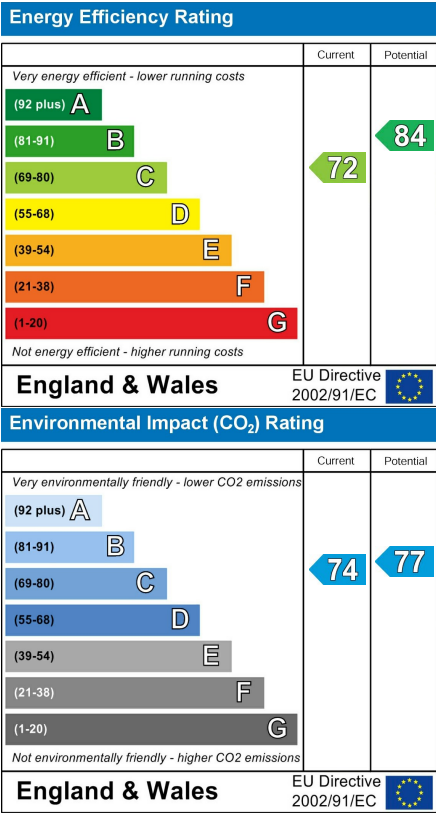 Energy Efficiency Rating
Current Potential
Very energy efficient - lower running costs
(92 plus) A
(81-91) B
(69-80) C
(55-68) D
(39-54) E
(21-38) F
(1-20) G
72
84
Not energy efficient - higher running costs
England & Wales
EU Directive
2002/91/EC
Environmental Impact (CO₂) Rating
Current Potential
Very environmentally friendly - lower CO2 emissions
(92 plus) A
(81-91) B
(69-80) C
(55-68) D
(39-54) E
(21-38) F
(1-20) G
74
77
Not environmentally friendly - higher CO2 emissions
England & Wales
EU Directive
2002/91/EC